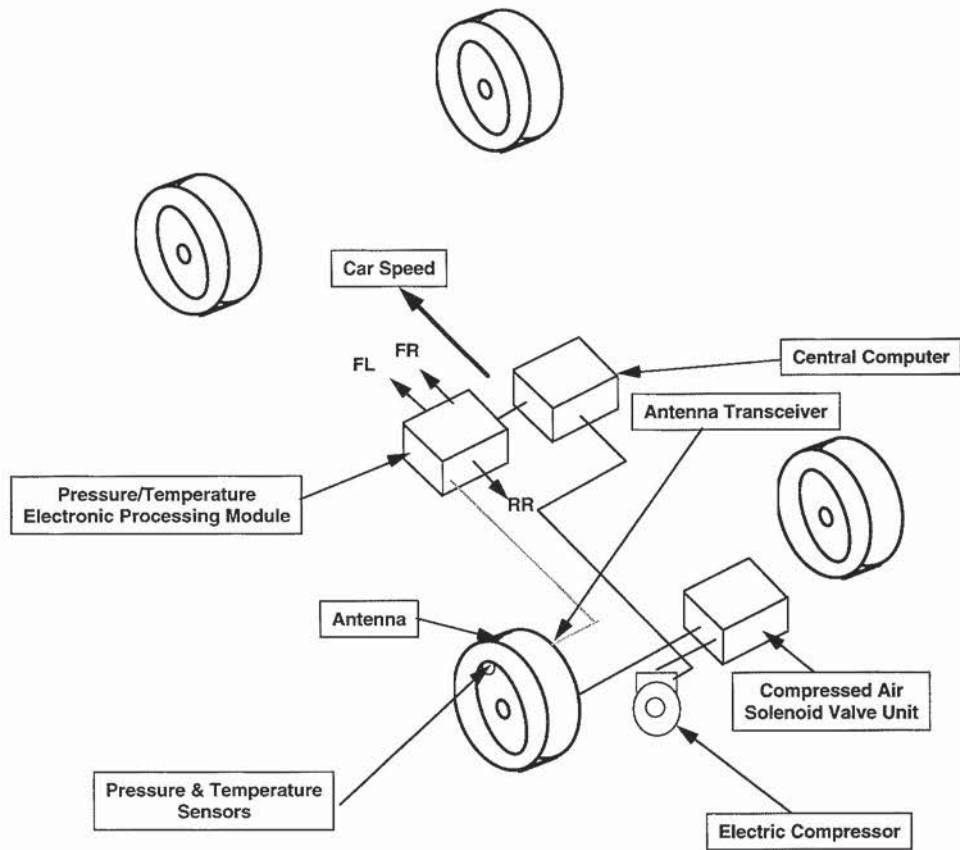 Car Speed
FL
FR
Central Computer
Antenna Transceiver
Pressure/Temperature
Electronic Processing Module
RR
Antenna
Compressed Air
Solenoid Valve Unit
Pressure & Temperature
Sensors
Electric Compressor